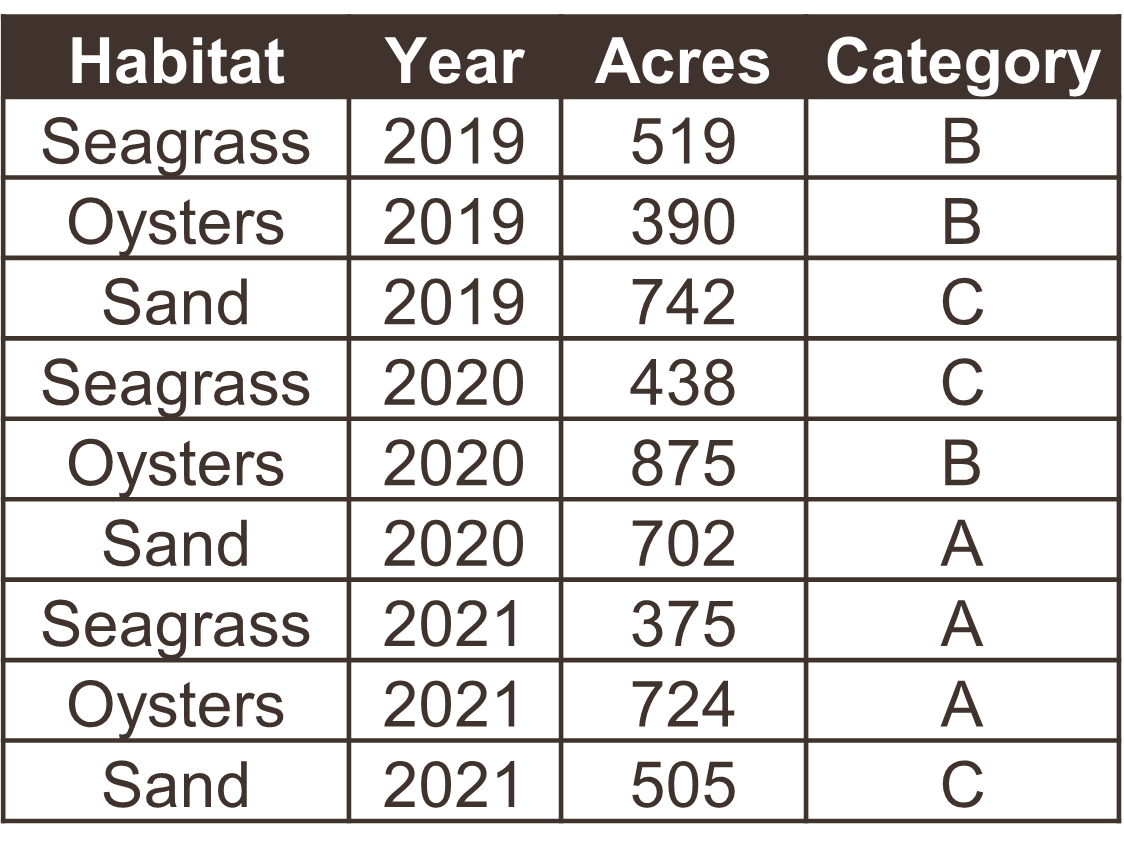 Habitat Year Acres Category
Seagrass 2019 519 B
Oysters 2019 390 B
Sand 2019 742 C
Seagrass 2020 438 C
Oysters 2020 875 B
Sand 2020 702 A
Seagrass 2021 375 A
Oysters 2021 724 A
Sand 2021 505 C